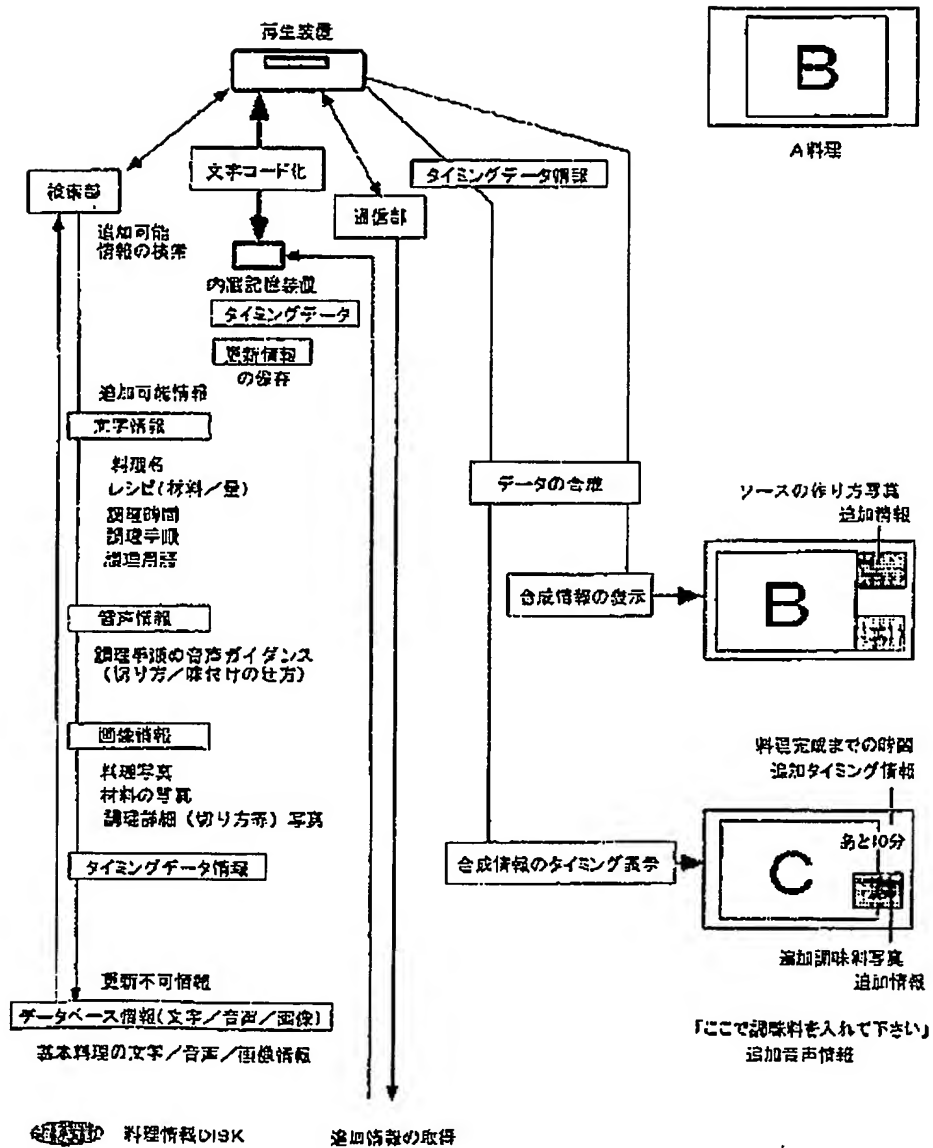 再生装置
B
A料理
文字コード化
タイミングデータ情報
検索部
通信部
追加可能
情報の検索
内蔵記憶装置
タイミングデータ
更新情報
の保存
追加可能情報
文字情報
料理名
レシピ(材料／量)
調理時間
調理手順
調理用語
データの合成
ソースの作り方写真
追加情報
合成情報の表示
B
音声情報
調理手順の音声ガイダンス
(切り方／味付けの仕方)
画像情報
料理写真
材料の写真
調理詳細（切り方等）写真
料理完成までの時間
追加タイミング情報
タイミングデータ情報
合成情報のタイミング表示
あと10分
C
追加調味料写真
追加情報
更新不可情報
データベース情報(文字／音声／画像)
基本料理の文字／音声／画像情報
「ここで調味料を入れて下さい」
追加音声情報
料理情報DISK
追加情報の取得